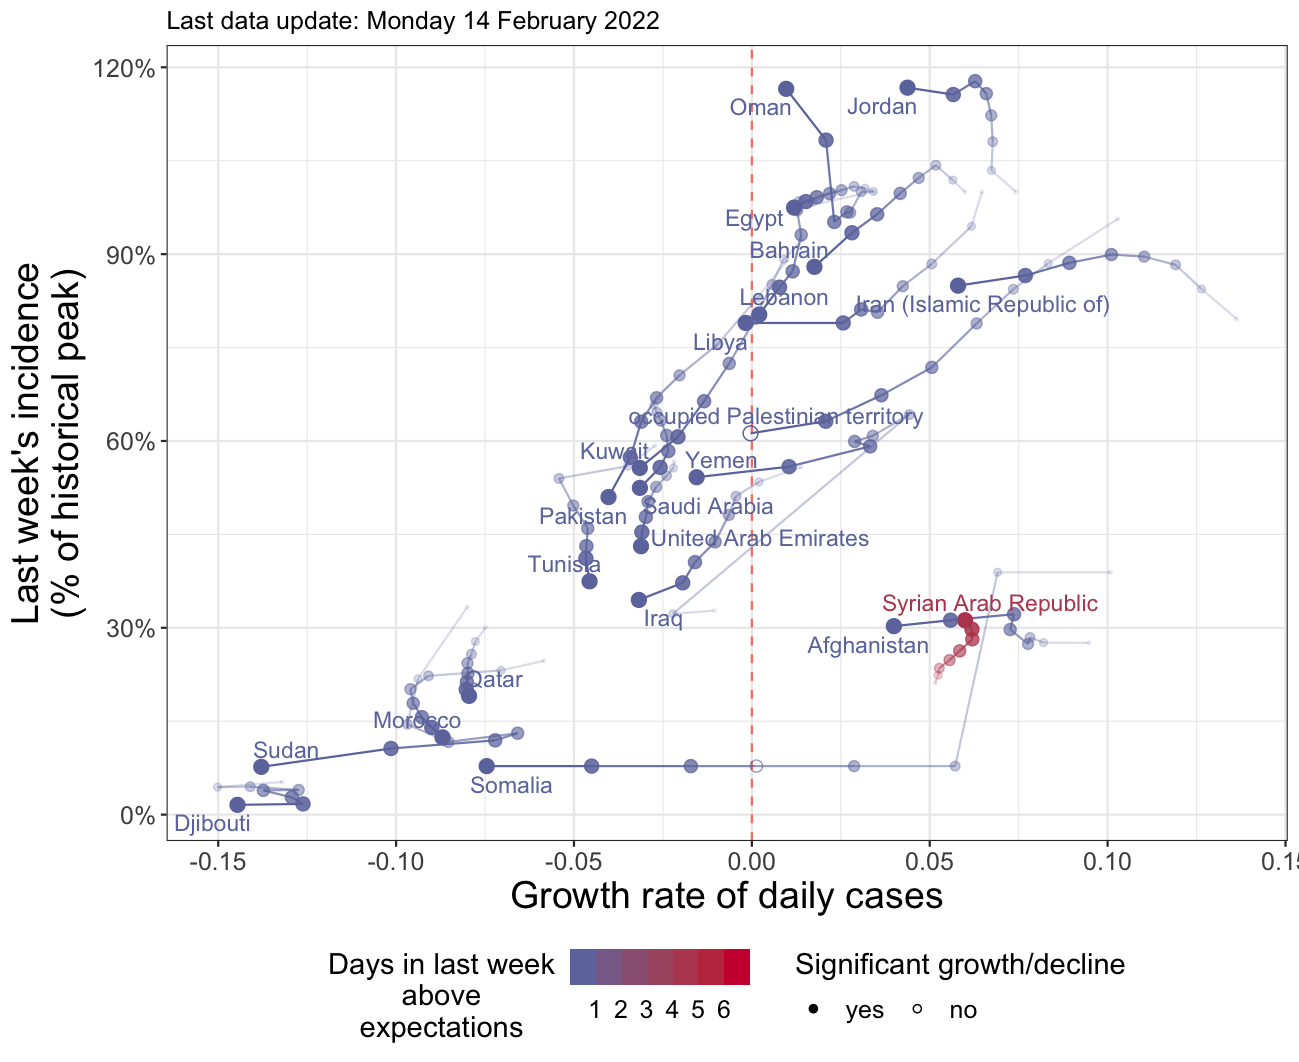 Last data update: Monday 14 February 2022
Last week's incidence
(% of historical peak)
120%
90%
60%
30%
0%
Oman
Jordan
Egypt
Bahrain
Lebanon
Iran (Islamic Republic of)
Libya
occupied Palestinian territory
Kuwait
Yemen
Pakistan
Saudi Arabia
United Arab Emirates
Tunisia
Iraq
Syrian Arab Republic
Afghanistan
Qatar
Morocco
Sudan
Somalia
Djibouti
-0.15 -0.10 -0.05 0.00 0.05 0.10 0.15
Growth rate of daily cases
Days in last week
above
expectations
1 2 3 4 5 6
Significant growth/decline
yes no